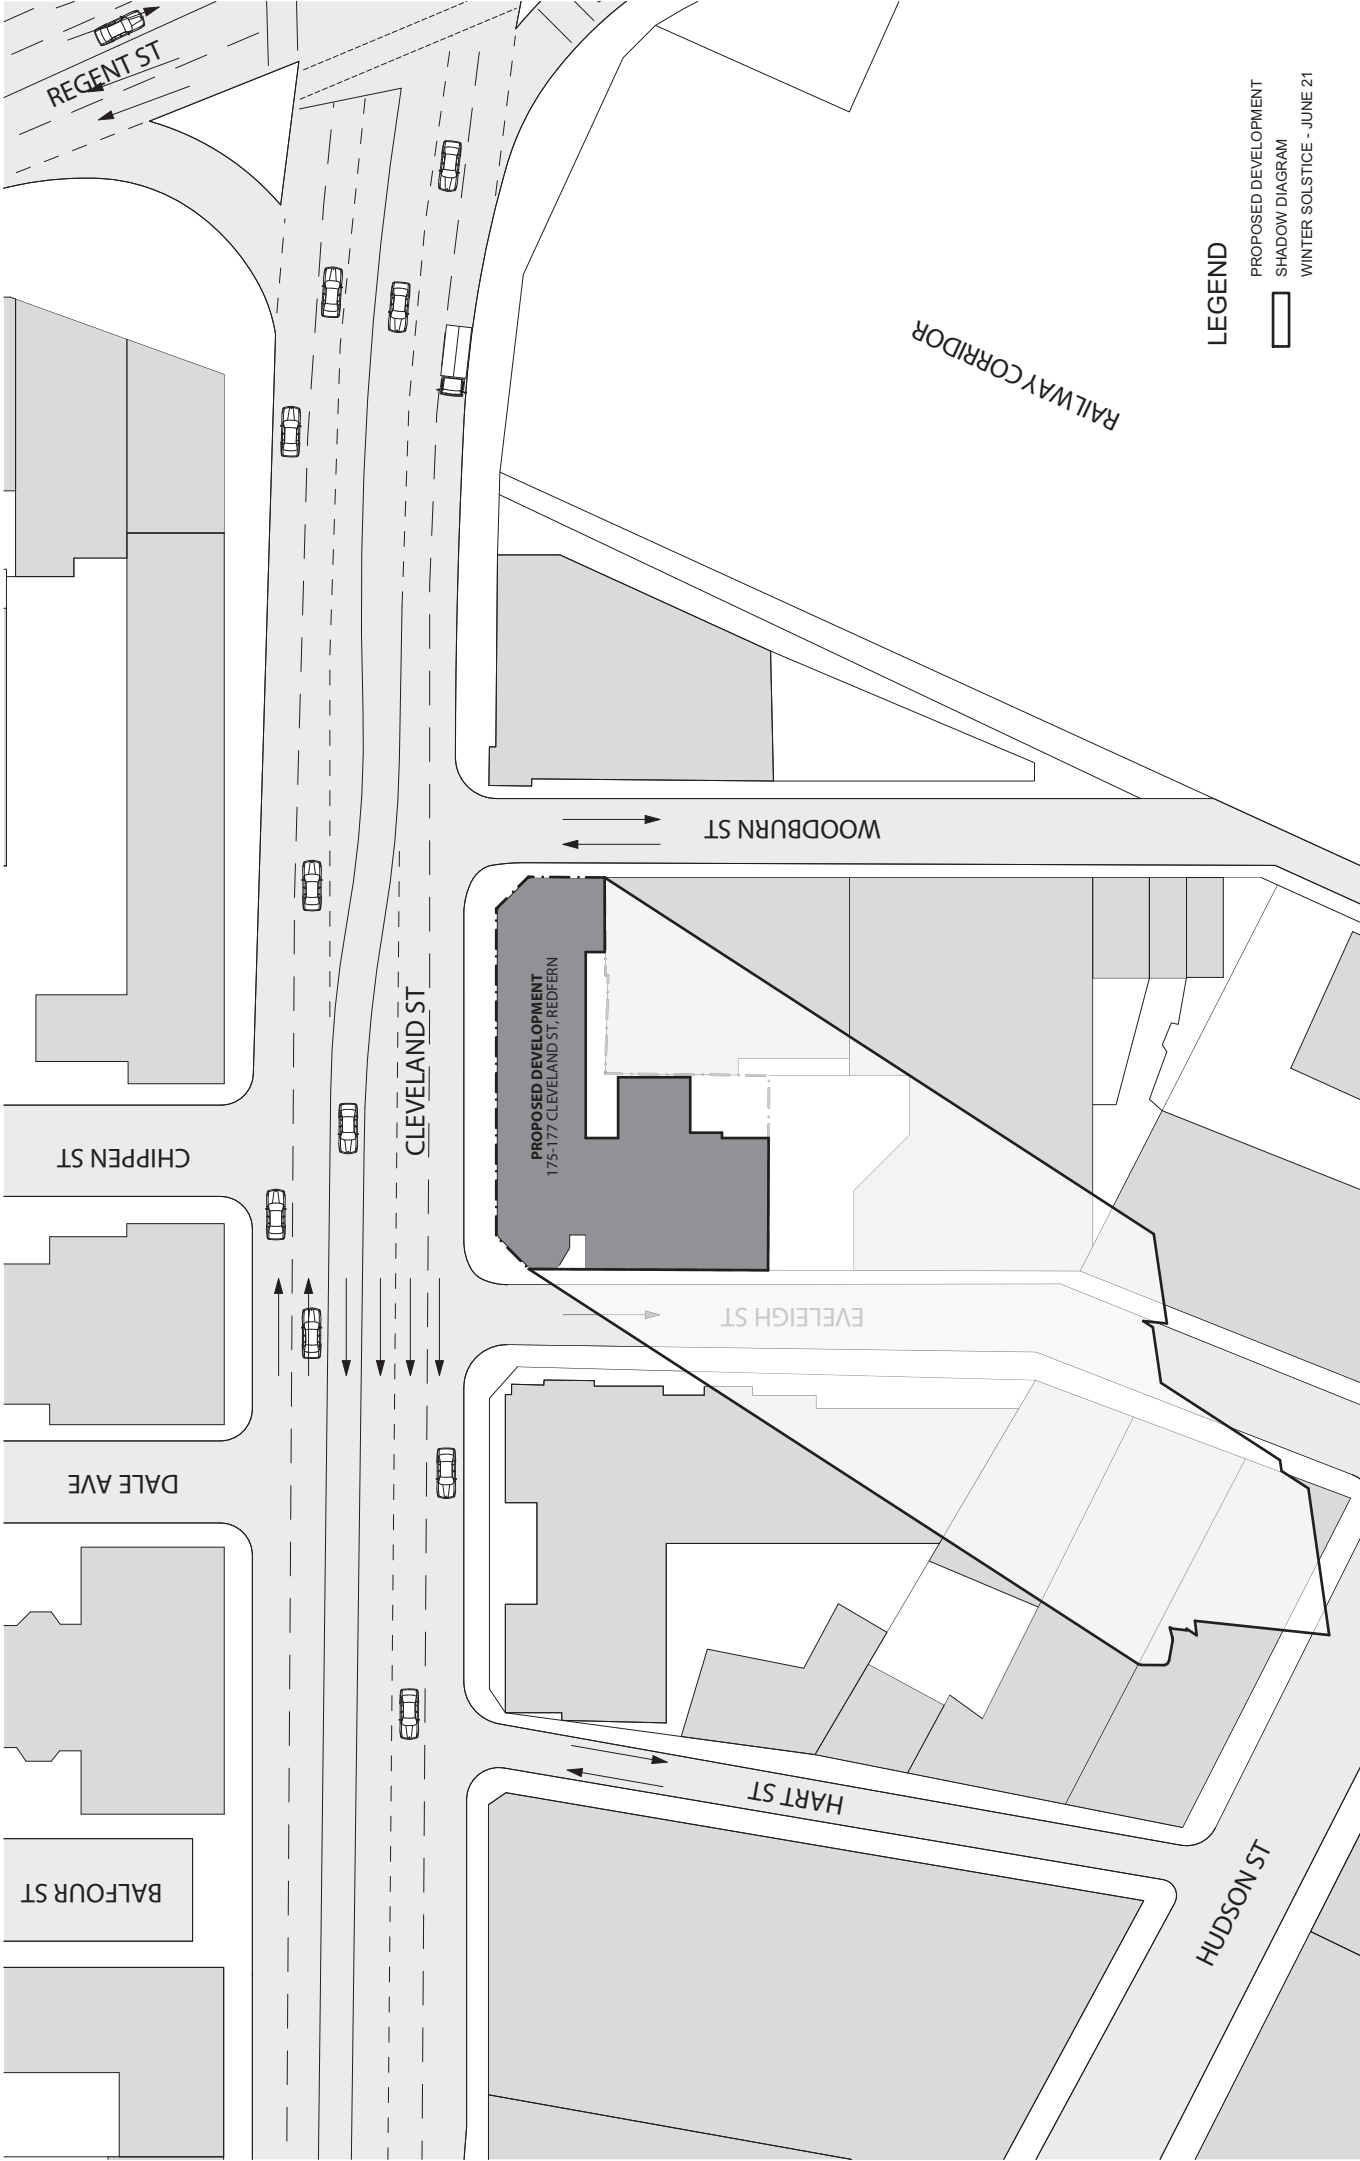 REGENT ST
CHIPPEN ST
DALE AVE
BALFOUR ST
CLEVELAND ST
PROPOSED DEVELOPMENT
175-177 CLEVELAND ST, REDFERN
WOODBURN ST
EVELEIGH ST
HART ST
HUDSON ST
RAILWAY CORRIDOR
LEGEND
PROPOSED DEVELOPMENT
SHADOW DIAGRAM
WINTER SOLSTICE - JUNE 21